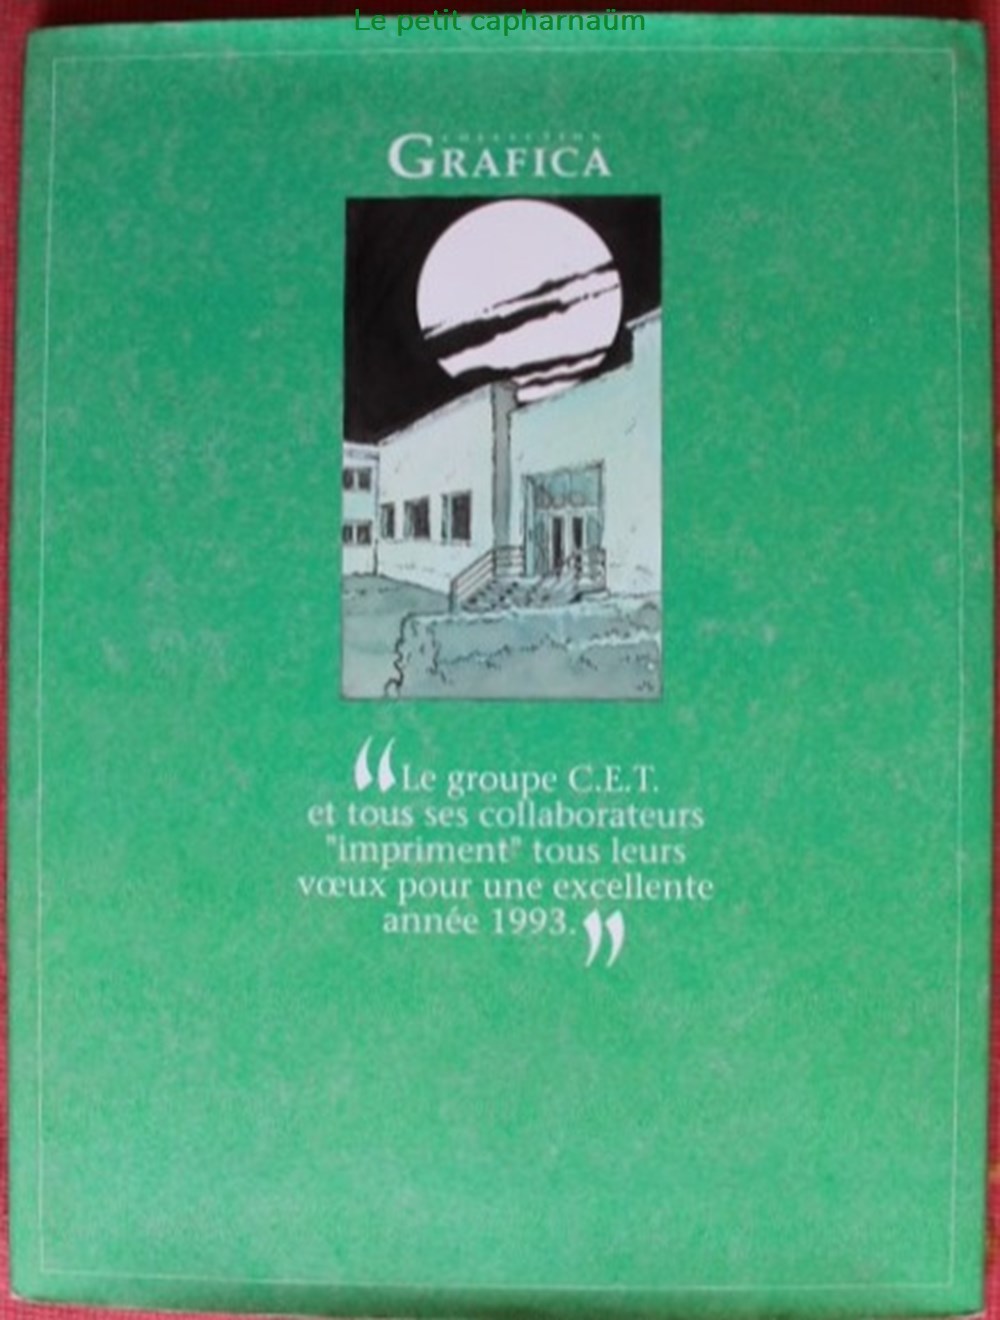 Le petit capharnaüm
COLLECTION
GRAFICA
“Le groupe C.E.T.
et tous ses collaborateurs
"impriment" tous leurs
vœux pour une excellente
année 1993.”